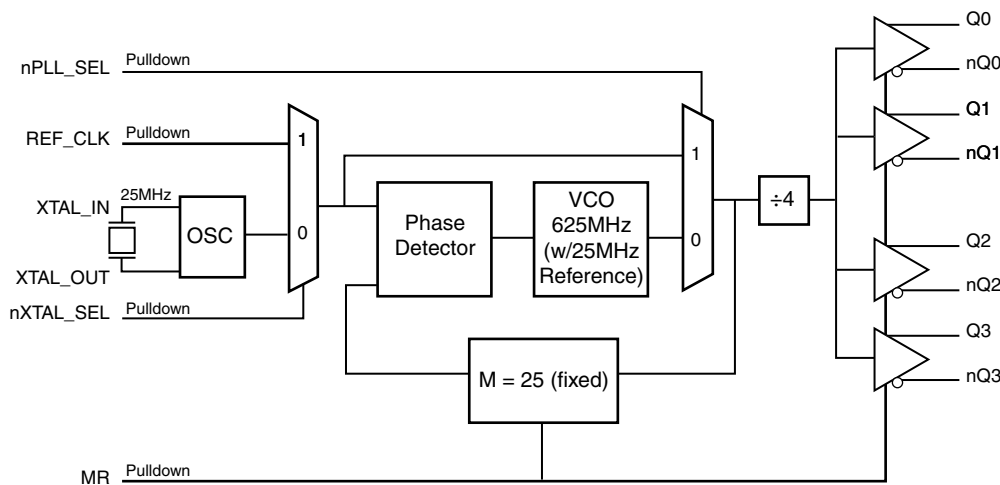 nPLL_SEL Pulldown
REF_CLK Pulldown
XTAL_IN 25MHz
XTAL_OUT
nXTAL_SEL Pulldown
MR Pulldown
OSC
1
0
Phase
Detector
VCO
625MHz
(w/25MHz
Reference)
M = 25 (fixed)
1
0
÷4
Q0
nQ0
Q1
nQ1
Q2
nQ2
Q3
nQ3